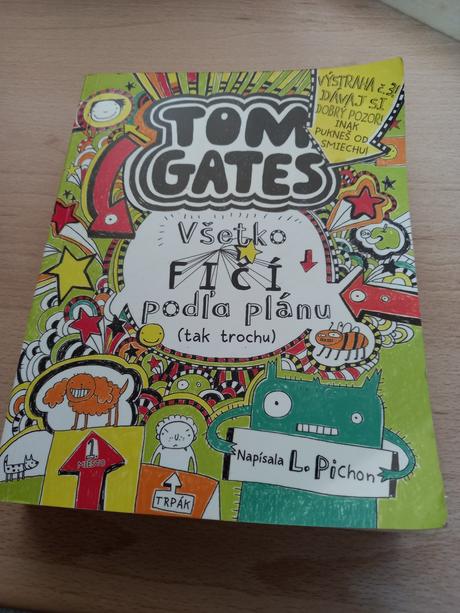 VÝSTRAHA č.3!
DÁVAJ SI
DOBRÝ POZOR!
INAK
PUKNEŠ OD
SMIECHU!
TOM
GATES
Všetko
FIČÍ
podľa plánu
(tak trochu)
Napísala L. Pichon
1
MIESTO
TRPÁK